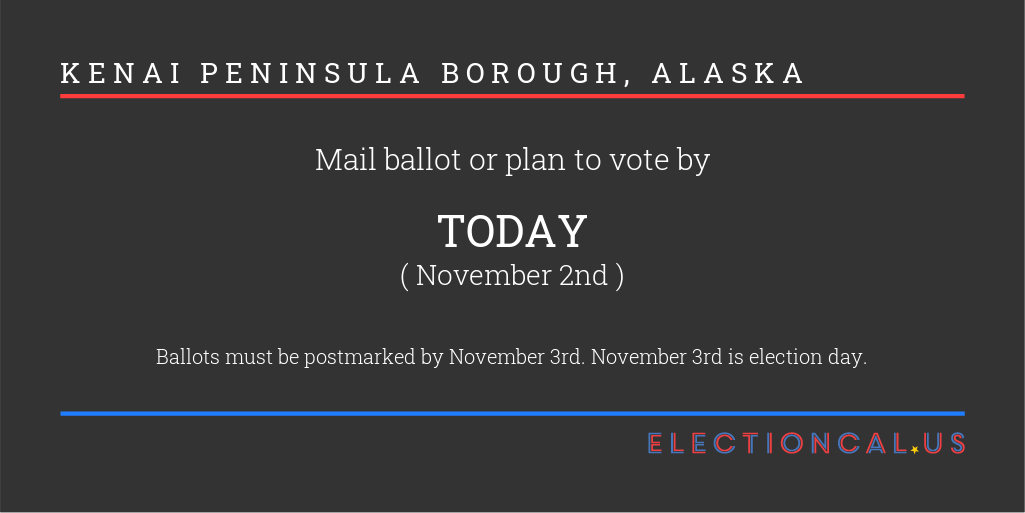 KENAI PENINSULA BOROUGH, ALASKA
Mail ballot or plan to vote by
TODAY
( November 2nd )
Ballots must be postmarked by November 3rd. November 3rd is election day.
ELECTIONCAL★US